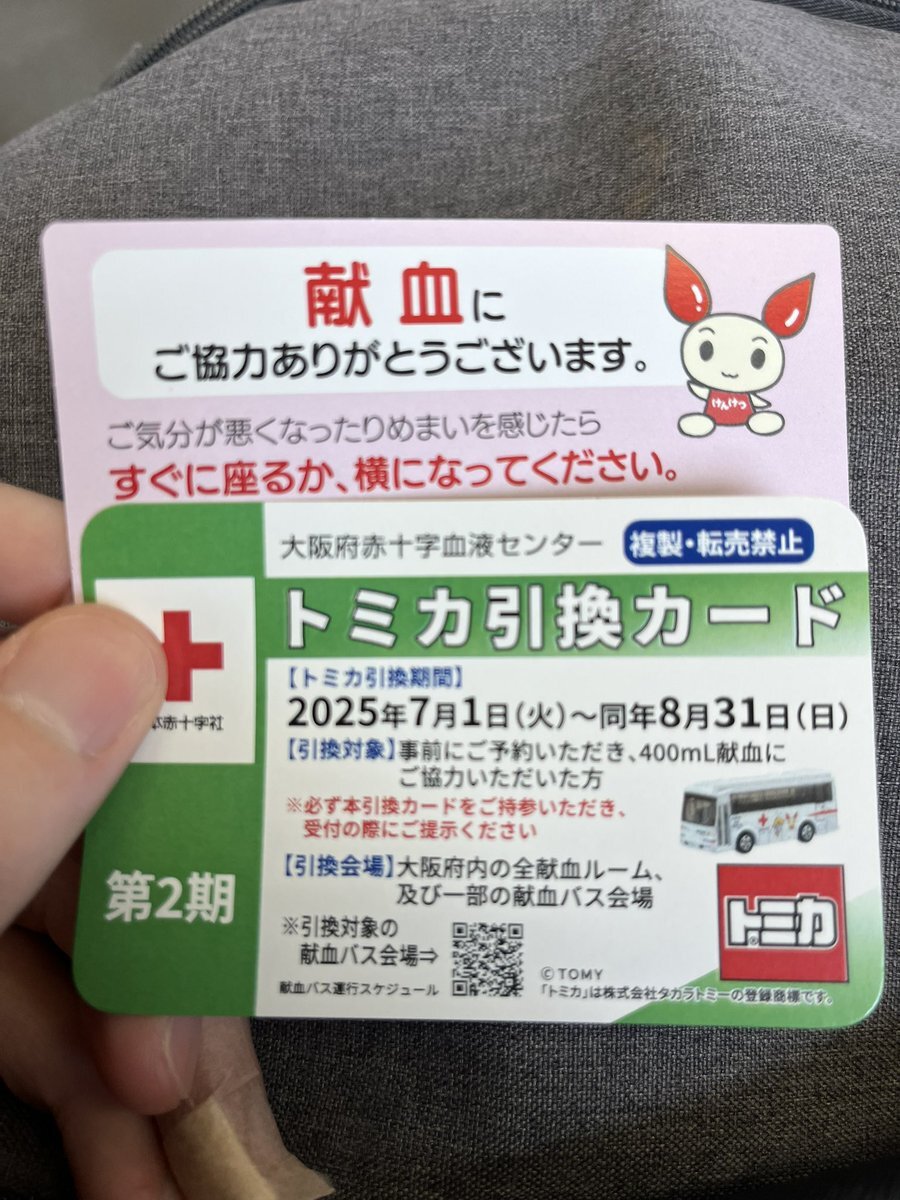 献血に
ご協力ありがとうございます。
けんけつ
ご気分が悪くなったりめまいを感じたら
すぐに座るか、横になってください。
大阪府赤十字血液センター
複製・転売禁止
トミカ引換カード
本赤十字社
第2期
【トミカ引換期間】
2025年7月1日(火)~同年8月31日(日)
【引換対象】事前にご予約いただき、400mL献血に
ご協力いただいた方
※必ず本引換カードをご持参いただき、
受付の際にご提示ください
【引換会場】大阪府内の全献血ルーム、
及び一部の献血バス会場
※引換対象の
献血バス会場⇒
献血バス運行スケジュール
トミカ
©TOMY
「トミカ」は株式会社タカラトミーの登録商標です。